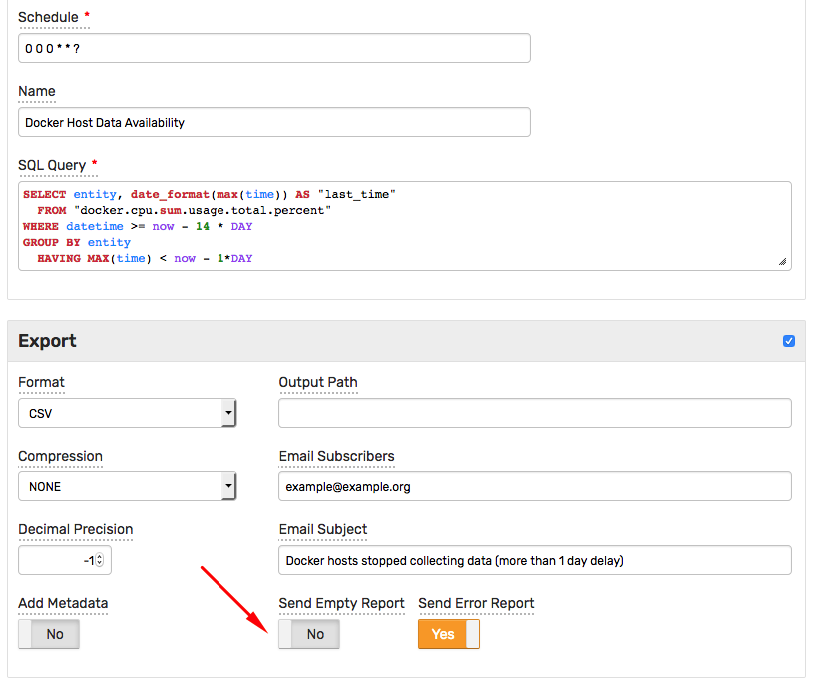 Schedule *
0 0 0 * * ?
Name
Docker Host Data Availability
SQL Query *
SELECT entity, date_format(max(time)) AS "last_time"
FROM "docker.cpu.sum.usage.total.percent"
WHERE datetime >= now - 14 * DAY
GROUP BY entity
HAVING MAX(time) < now - 1*DAY
Export
Format Output Path
CSV
Compression Email Subscribers
NONE example@example.org
Decimal Precision Email Subject
-1 Docker hosts stopped collecting data (more than 1 day delay)
Add Metadata Send Empty Report Send Error Report
No No Yes